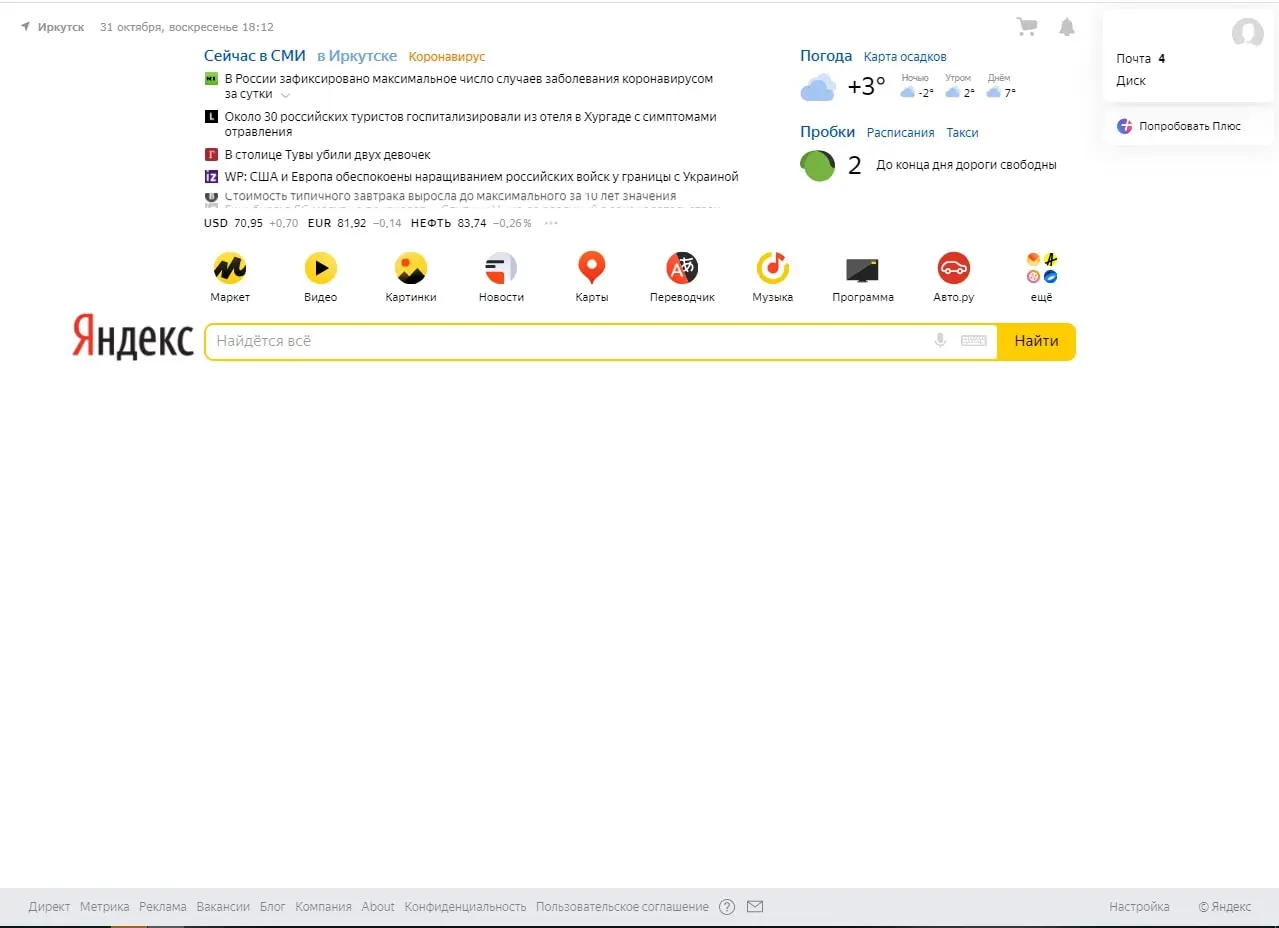 Иркутск 31 октября, воскресенье 18:12
Сейчас в СМИ в Иркутске Коронавирус
В России зафиксировано максимальное число случаев заболевания коронавирусом
за сутки
Около 30 российских туристов госпитализировали из отеля в Хургаде с симптомами
отравления
В столице Тувы убили двух девочек
WP: США и Европа обеспокоены наращиванием российских войск у границы с Украиной
Стоимость типичного завтрака выросла до максимального за 10 лет значения
USD 70,95 +0,70 EUR 81,92 −0,14 НЕФТЬ 83,74 −0,26%
Погода Карта осадков
+3° Ночью -2° Утром 2° Днём 7°
Пробки Расписания Такси
2 До конца дня дороги свободны
Почта 4
Диск
Попробовать Плюс
Маркет Видео Картинки Новости Карты Переводчик Музыка Программа Авто.ру ещё
Яндекс Найдётся всё Найти
Директ Метрика Реклама Вакансии Блог Компания About Конфиденциальность Пользовательское соглашение ? Настройка © Яндекс